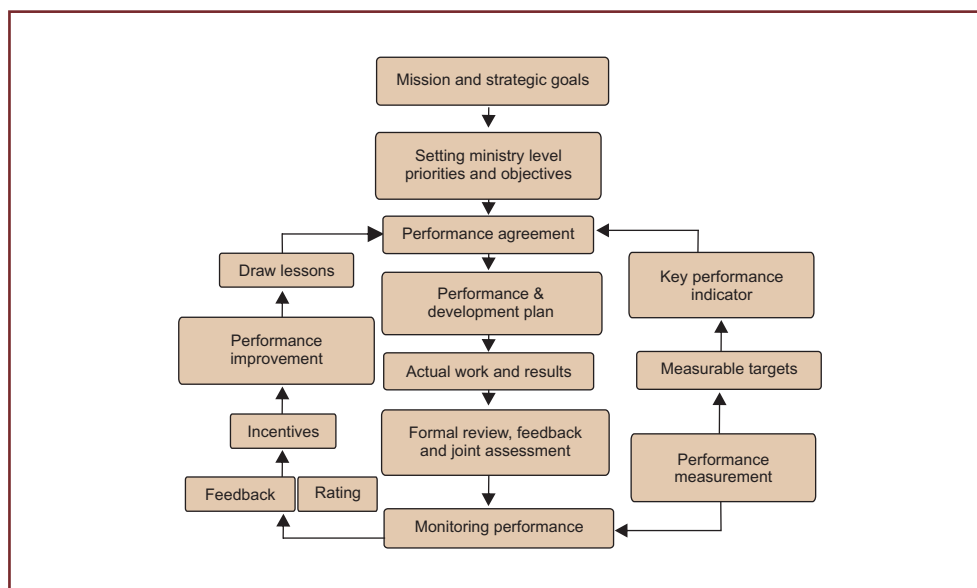 Mission and strategic goals
Setting ministry level
priorities and objectives
Performance agreement
Draw lessons
Key performance
indicator
Performance &
development plan
Performance
improvement
Actual work and results
Measurable targets
Incentives
Formal review, feedback
and joint assessment
Performance
measurement
Feedback
Rating
Monitoring performance